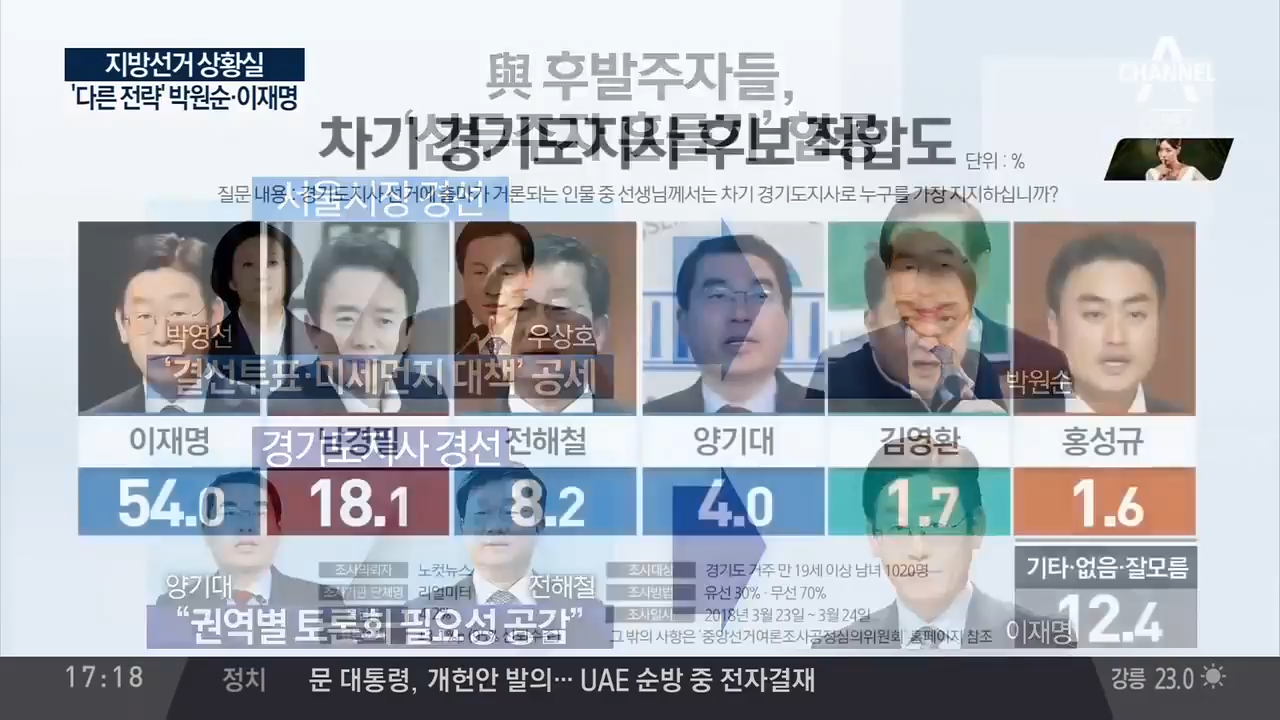 지방선거 상황실
'다른 전략' 박원순·이재명
CHANNEL A
與 후발주자들,
차기 경기도지사 후보 적합도
단위 : %
질문 내용 : 경기도지사 선거에 출마가 거론되는 인물 중 선생님께서는 차기 경기도지사로 누구를 가장 지지하십니까?
서울시장 경선
박영선
우상호
박원순
'결선투표·미세먼지 대책' 공세
이재명
남경필
전해철
양기대
김영환
홍성규
경기도지사 경선
54.0
18.1
8.2
4.0
1.7
1.6
기타·없음·잘모름
12.4
조사의뢰자 노컷뉴스
조사기관 단체명 리얼미터
조사대상 경기도 거주 만 19세 이상 남녀 1020명
조사방법 유선 30% · 무선 70%
조사일시 2018년 3월 23일 ~ 3월 24일
그 밖의 사항은 '중앙선거여론조사공정심의위원회' 홈페이지 참조
양기대
전해철
이재명
"권역별 토론회 필요성 공감"
17:18
정치
문 대통령, 개헌안 발의… UAE 순방 중 전자결재
강릉 23.0